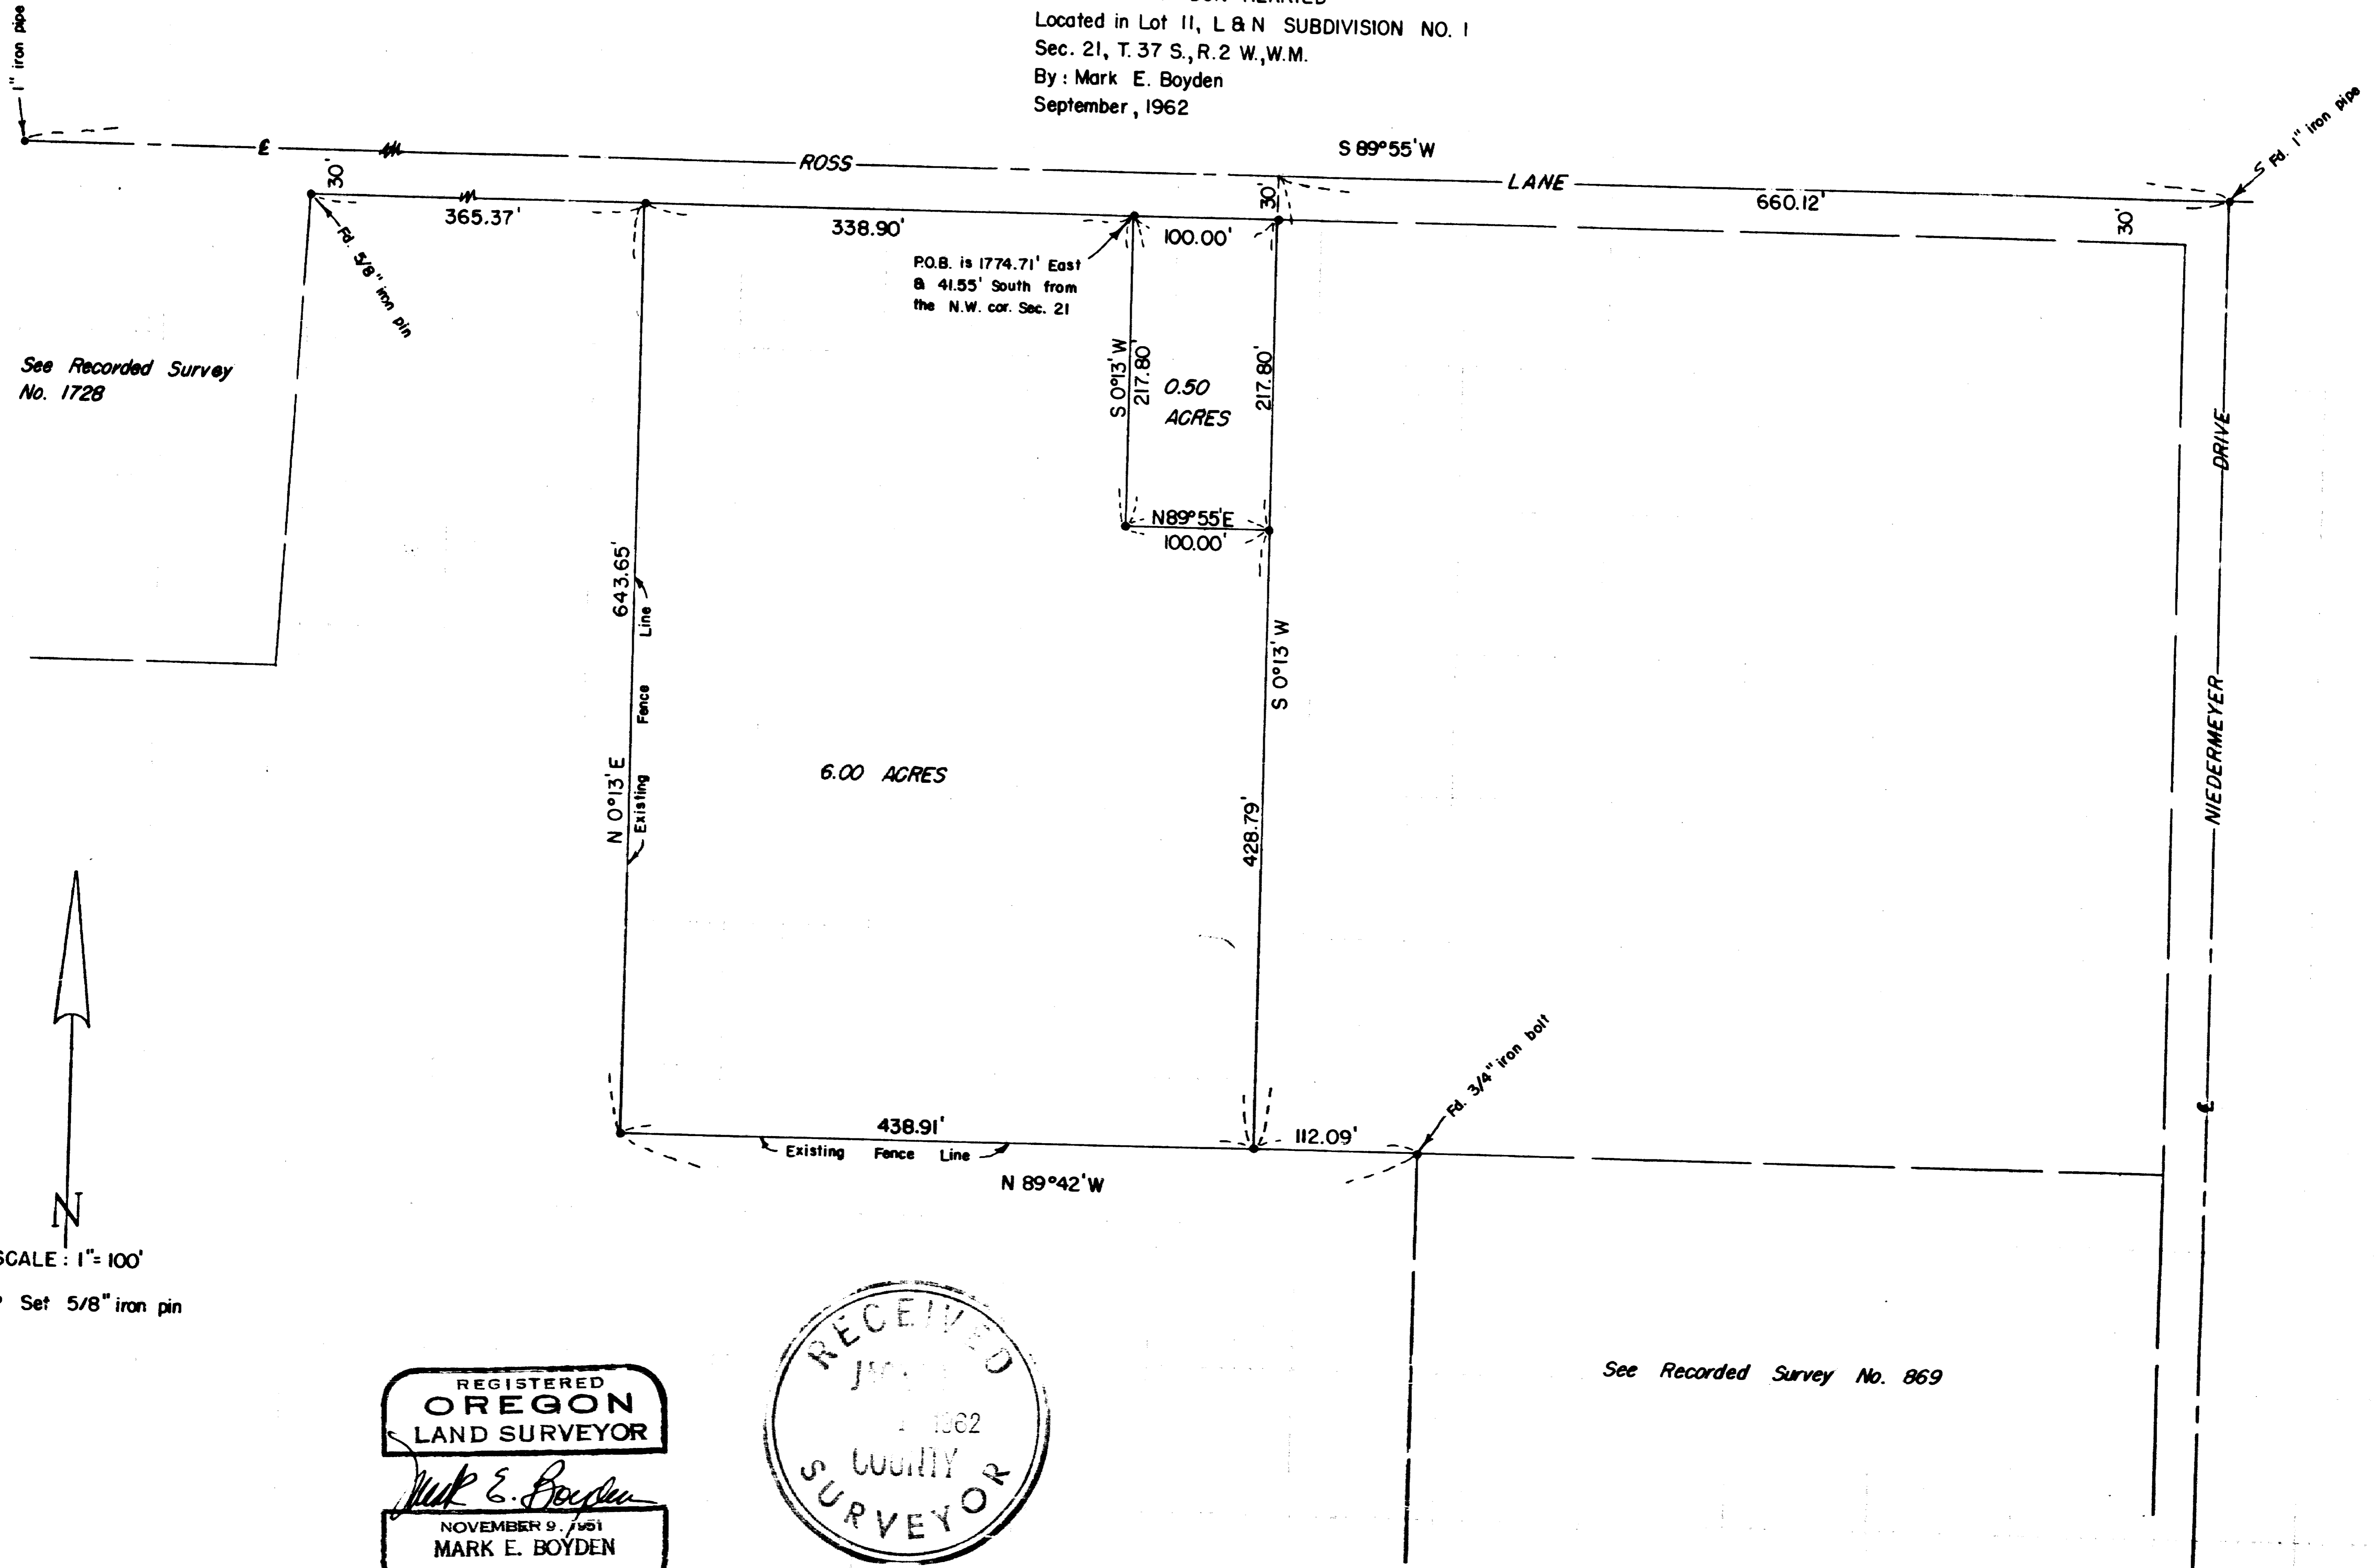 Located in Lot 11, L & N SUBDIVISION NO. 1
Sec. 21, T. 37 S., R. 2 W., W.M.
By : Mark E. Boyden
September, 1962
1" iron pipe
℄
ROSS
S 89°55'W
LANE
Fd. 1" iron pipe
30'
365.37'
338.90'
30'
100.00'
660.12'
30'
Fd. 5/8" iron pin
P.O.B. is 1774.71' East
& 41.55' South from
the N.W. cor. Sec. 21
See Recorded Survey
No. 1728
S 0°13' W
217.80'
0.50
ACRES
217.80'
DRIVE
N89°55'E
100.00'
643.65'
N 0°13' E
Existing Fence Line
S 0°13' W
428.79'
NIEDERMEYER
6.00 ACRES
℄
Fd. 3/4" iron bolt
438.91'
112.09'
Existing Fence Line
N 89°42'W
N
SCALE : 1"= 100'
Set 5/8" iron pin
See Recorded Survey No. 869
REGISTERED
OREGON
LAND SURVEYOR
Mark E. Boyden
NOVEMBER 9, 1951
MARK E. BOYDEN
RECEIVED
1962
COUNTY
SURVEYOR